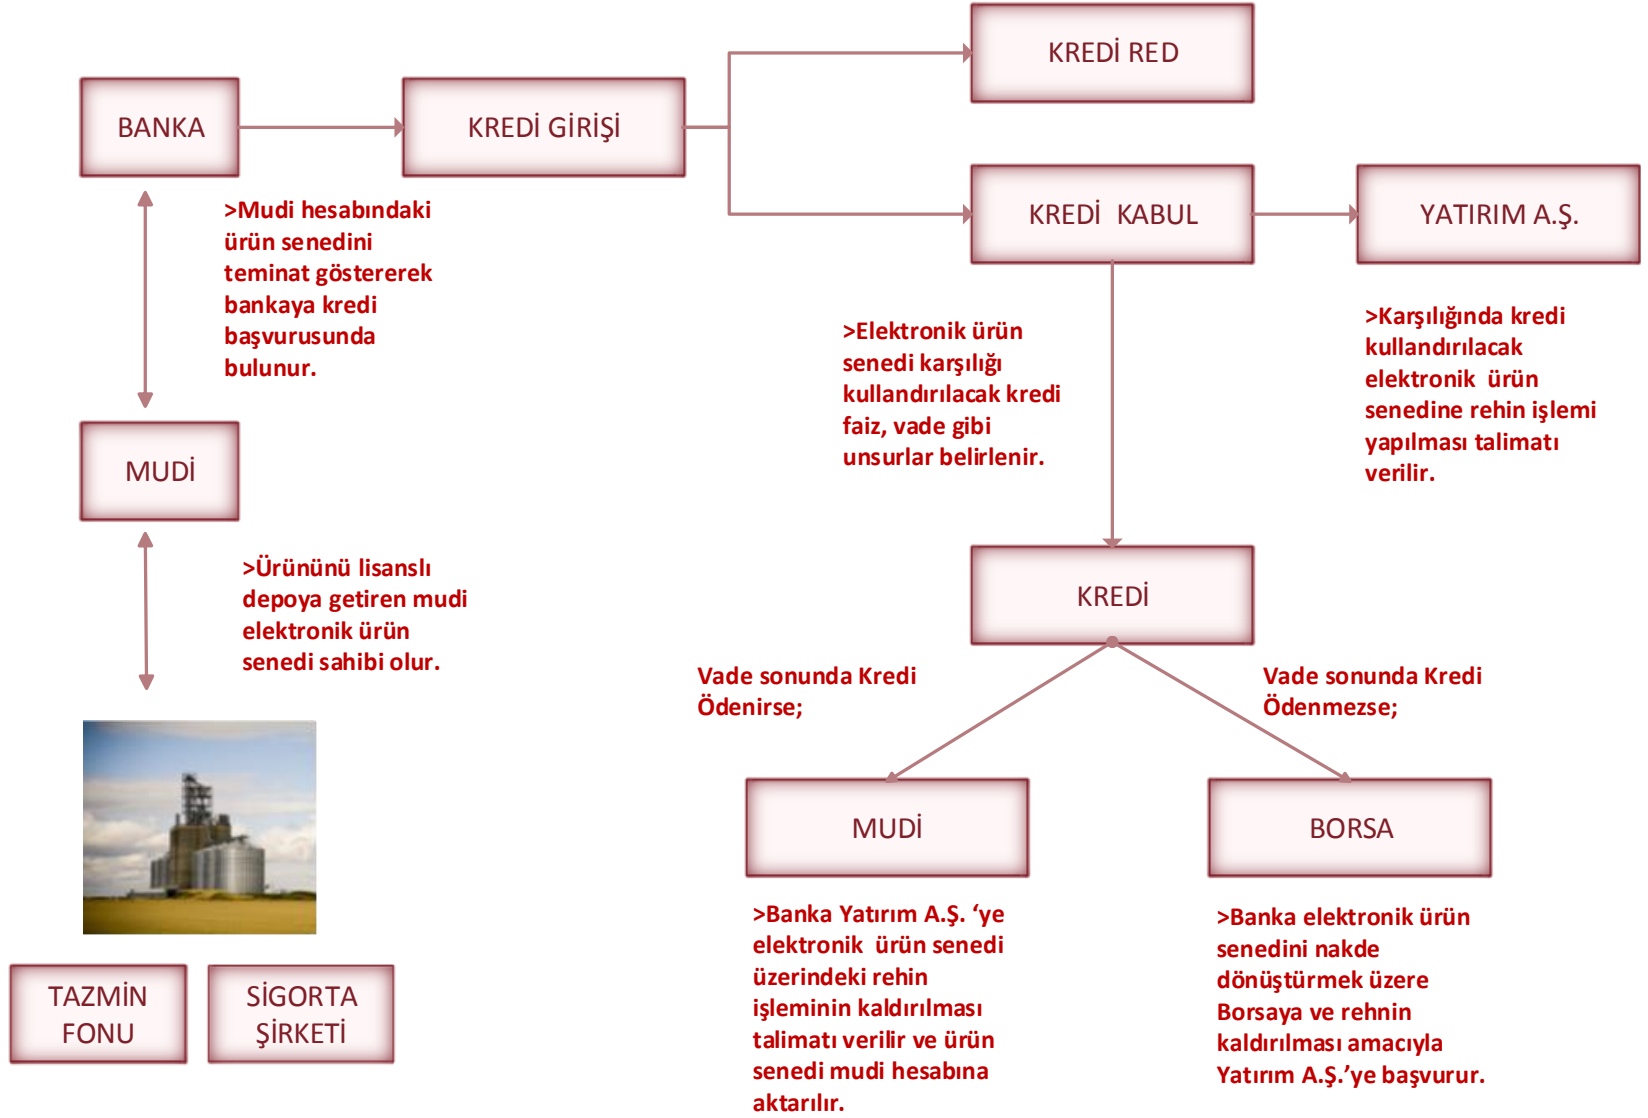 KREDİ RED
BANKA
KREDİ GİRİŞİ
KREDİ  KABUL
YATIRIM A.Ş.
>Mudi hesabındaki
ürün senedini
teminat göstererek
bankaya kredi
başvurusunda
bulunur.
>Elektronik ürün
senedi karşılığı
kullandırılacak kredi
faiz, vade gibi
unsurlar belirlenir.
>Karşılığında kredi
kullandırılacak
elektronik  ürün
senedine rehin işlemi
yapılması talimatı
verilir.
MUDİ
>Ürününü lisanslı
depoya getiren mudi
elektronik ürün
senedi sahibi olur.
KREDİ
Vade sonunda Kredi
Ödenirse;
Vade sonunda Kredi
Ödenmezse;
MUDİ
BORSA
>Banka Yatırım A.Ş. ‘ye
elektronik  ürün senedi
üzerindeki rehin
işleminin kaldırılması
talimatı verilir ve ürün
senedi mudi hesabına
aktarılır.
>Banka elektronik ürün
senedini nakde
dönüştürmek üzere
Borsaya ve rehnin
kaldırılması amacıyla
Yatırım A.Ş.’ye başvurur.
TAZMİN
FONU
SİGORTA
ŞİRKETİ